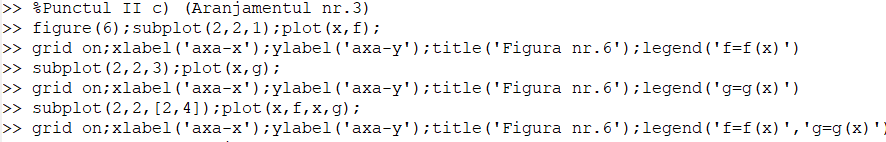 >> %Punctul II c) (Aranjamentul nr.3)
>> figure(6);subplot(2,2,1);plot(x,f);
>> grid on;xlabel('axa-x');ylabel('axa-y');title('Figura nr.6');legend('f=f(x)')
>> subplot(2,2,3);plot(x,g);
>> grid on;xlabel('axa-x');ylabel('axa-y');title('Figura nr.6');legend('g=g(x)')
>> subplot(2,2,[2,4]);plot(x,f,x,g);
>> grid on;xlabel('axa-x');ylabel('axa-y');title('Figura nr.6');legend('f=f(x)','g=g(x)')